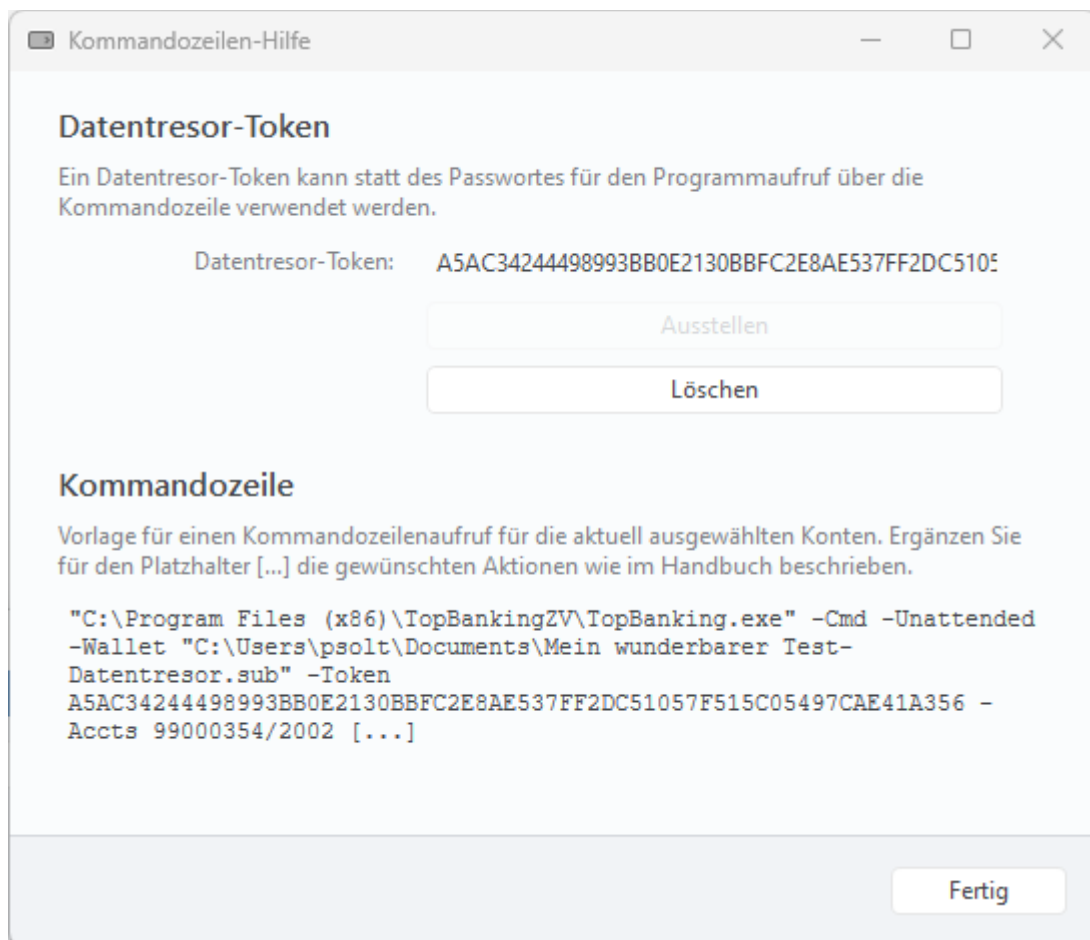 Kommandozeilen-Hilfe
Datentresor-Token
Ein Datentresor-Token kann statt des Passwortes für den Programmaufruf über die
Kommandozeile verwendet werden.
Datentresor-Token: A5AC34244498993BB0E2130BBFC2E8AE537FF2DC5105
Ausstellen
Löschen
Kommandozeile
Vorlage für einen Kommandozeilenaufruf für die aktuell ausgewählten Konten. Ergänzen Sie
für den Platzhalter [...] die gewünschten Aktionen wie im Handbuch beschrieben.
"C:\Program Files (x86)\TopBankingZV\TopBanking.exe" -Cmd -Unattended
-Wallet "C:\Users\psolt\Documents\Mein wunderbarer Test-
Datentresor.sub" -Token
A5AC34244498993BB0E2130BBFC2E8AE537FF2DC51057F515C05497CAE41A356 -
Accts 99000354/2002 [...]
Fertig